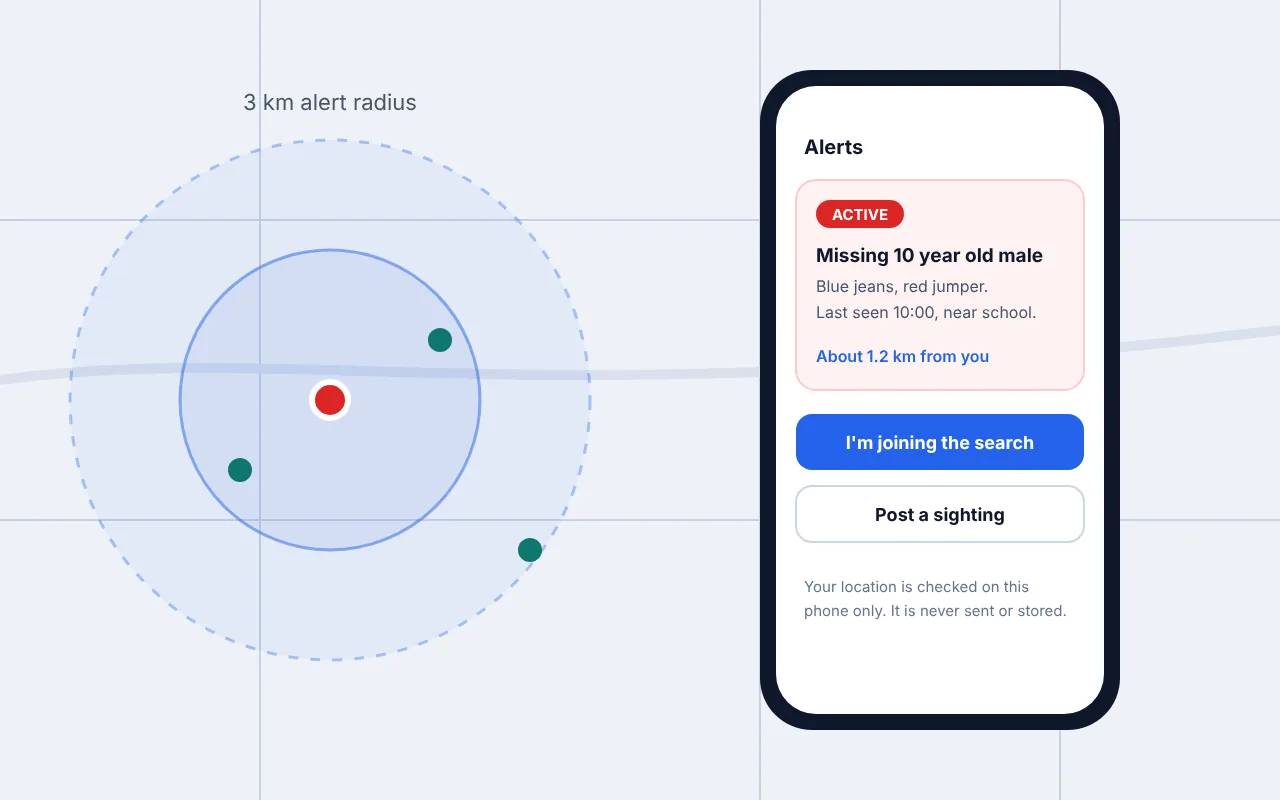 3 km alert radius
Alerts
ACTIVE
Missing 10 year old male
Blue jeans, red jumper.
Last seen 10:00, near school.
About 1.2 km from you
I'm joining the search
Post a sighting
Your location is checked on this
phone only. It is never sent or stored.